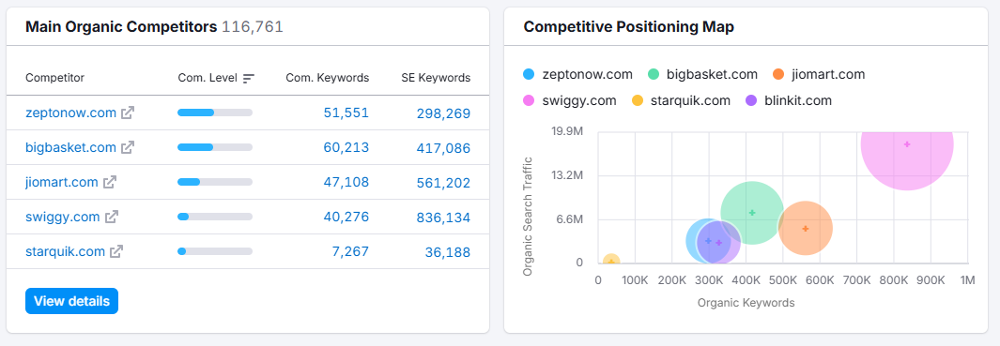 Main Organic Competitors 116,761
Competitor Com. Level Com. Keywords SE Keywords
zeptonow.com 51,551 298,269
bigbasket.com 60,213 417,086
jiomart.com 47,108 561,202
swiggy.com 40,276 836,134
starquik.com 7,267 36,188
View details
Competitive Positioning Map
zeptonow.com bigbasket.com jiomart.com
swiggy.com starquik.com blinkit.com
Organic Search Traffic
19.9M
13.2M
6.6M
0
0 100K 200K 300K 400K 500K 600K 700K 800K 900K 1M
Organic Keywords